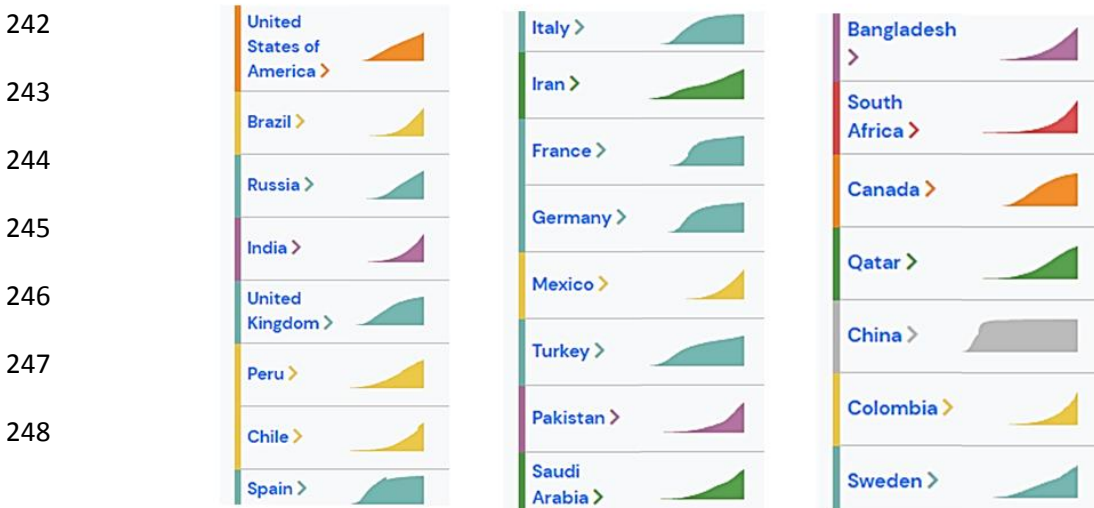 242
243
244
245
246
247
248
United
States of
America >
Brazil >
Russia >
India >
United
Kingdom >
Peru >
Chile >
Spain >
Italy >
Iran >
France >
Germany >
Mexico >
Turkey >
Pakistan >
Saudi
Arabia >
Bangladesh
>
South
Africa >
Canada >
Qatar >
China >
Colombia >
Sweden >